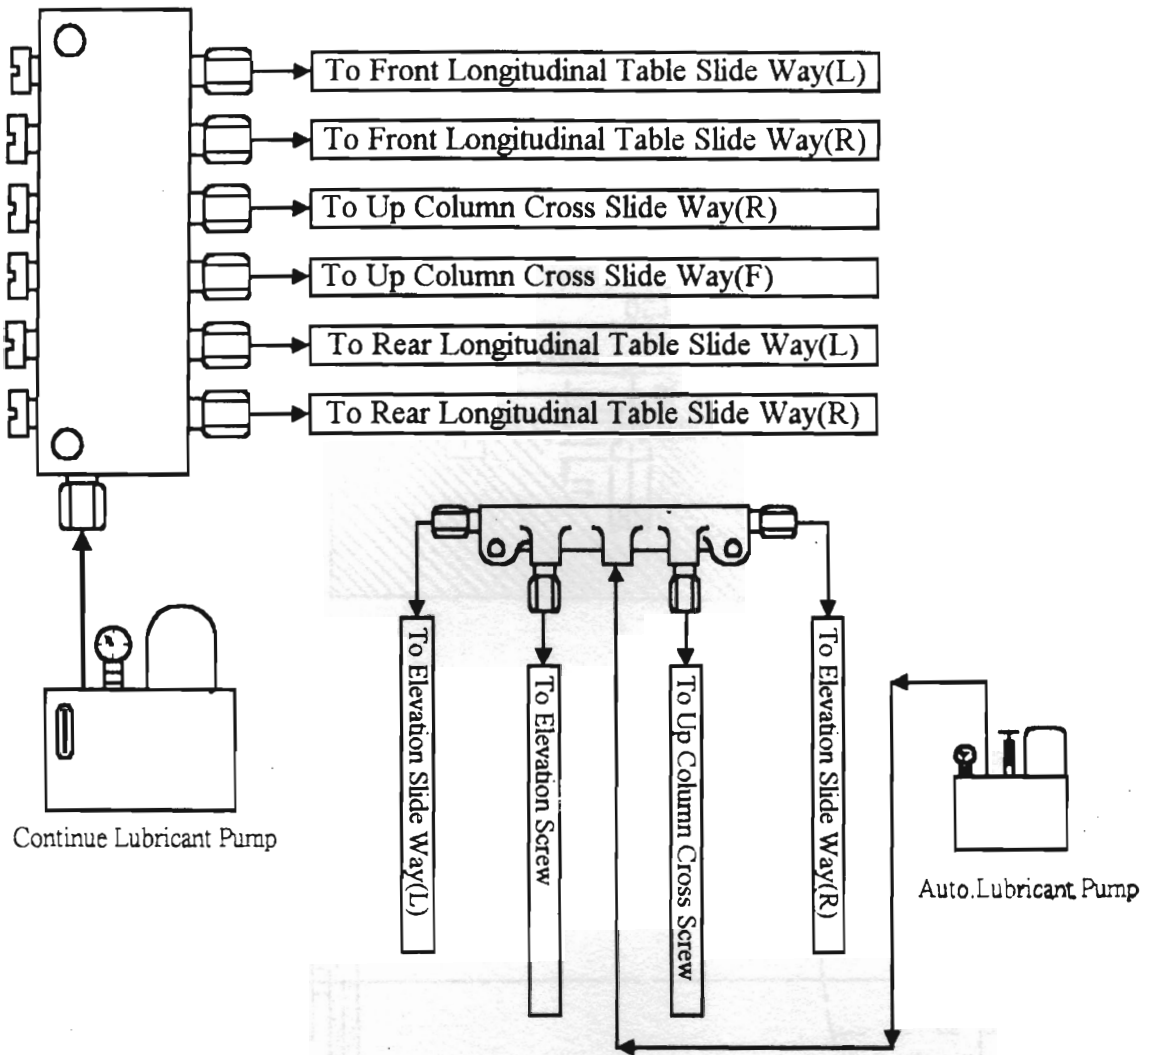 To Front Longitudinal Table Slide Way(L)
To Front Longitudinal Table Slide Way(R)
To Up Column Cross Slide Way(R)
To Up Column Cross Slide Way(F)
To Rear Longitudinal Table Slide Way(L)
To Rear Longitudinal Table Slide Way(R)
Continue Lubricant Pump
To Elevation Slide Way(L)
To Elevation Screw
To Up Column Cross Screw
To Elevation Slide Way(R)
Auto.Lubricant Pump